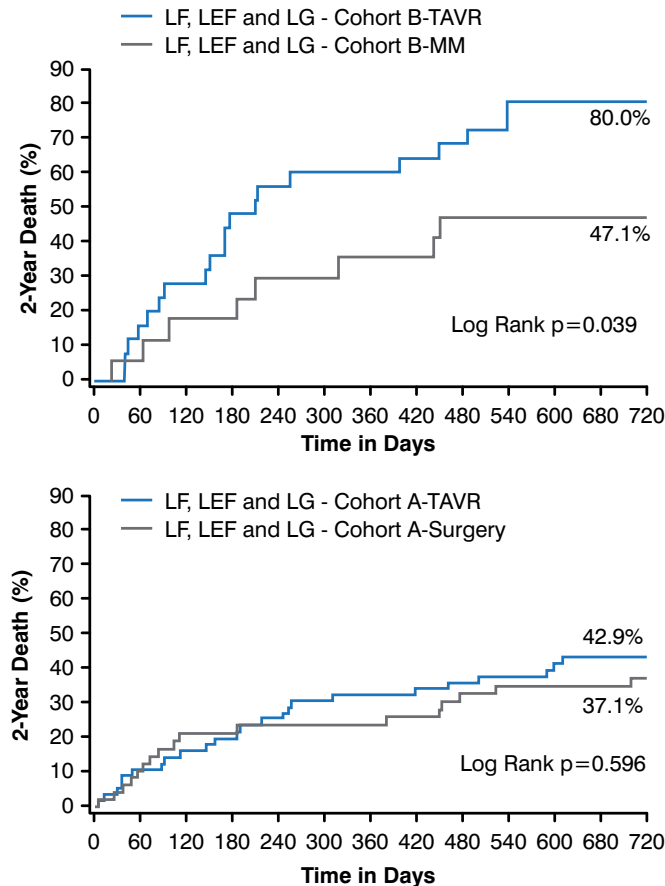 LF, LEF and LG - Cohort B-TAVR
LF, LEF and LG - Cohort B-MM
2-Year Death (%)
90
80
70
60
50
40
30
20
10
0
80.0%
47.1%
Log Rank p=0.039
0 60 120 180 240 300 360 420 480 540 600 680 720
Time in Days
LF, LEF and LG - Cohort A-TAVR
LF, LEF and LG - Cohort A-Surgery
2-Year Death (%)
90
80
70
60
50
40
30
20
10
0
42.9%
37.1%
Log Rank p=0.596
0 60 120 180 240 300 360 420 480 540 600 680 720
Time in Days